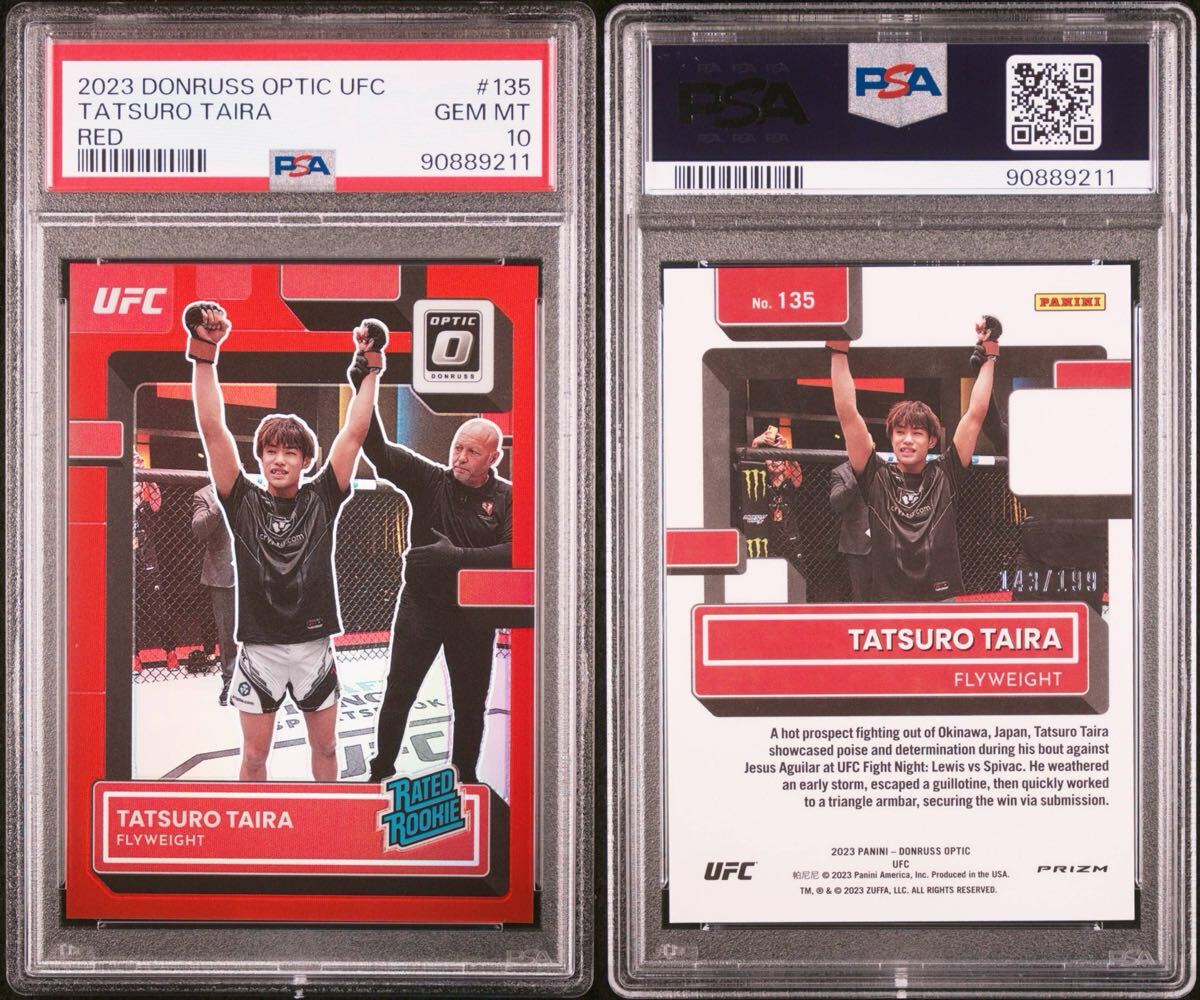 2023 DONRUSS OPTIC UFC #135
TATSURO TAIRA GEM MT
RED 10
PSA
90889211
UFC
OPTIC
O
DONRUSS
crypto.com
TATSURO TAIRA
FLYWEIGHT
RATED
ROOKIE
PSA
PSA
PSA
90889211
No. 135
PANINI
143/199
TATSURO TAIRA
FLYWEIGHT
A hot prospect fighting out of Okinawa, Japan, Tatsuro Taira
showcased poise and determination during his bout against
Jesus Aguilar at UFC Fight Night: Lewis vs Spivac. He weathered
an early storm, escaped a guillotine, then quickly worked
to a triangle armbar, securing the win via submission.
2023 PANINI – DONRUSS OPTIC
UFC
帕尼尼 © 2023 Panini America, Inc. Produced in the USA.
TM, ® & © 2023 ZUFFA, LLC. ALL RIGHTS RESERVED.
UFC
PRIZM
PSA